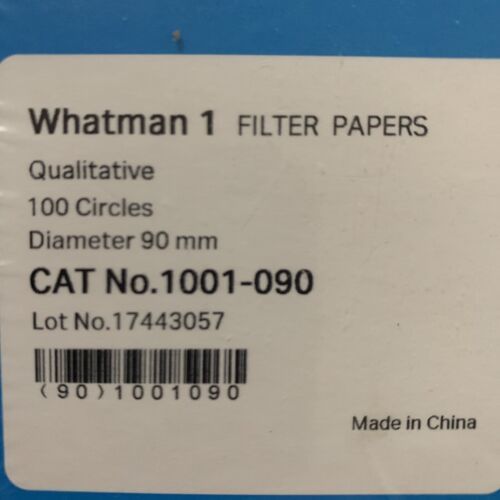 Whatman 1 FILTER PAPERS
Qualitative
100 Circles
Diameter 90 mm
CAT No.1001-090
Lot No.17443057
(90)1001090
Made in China